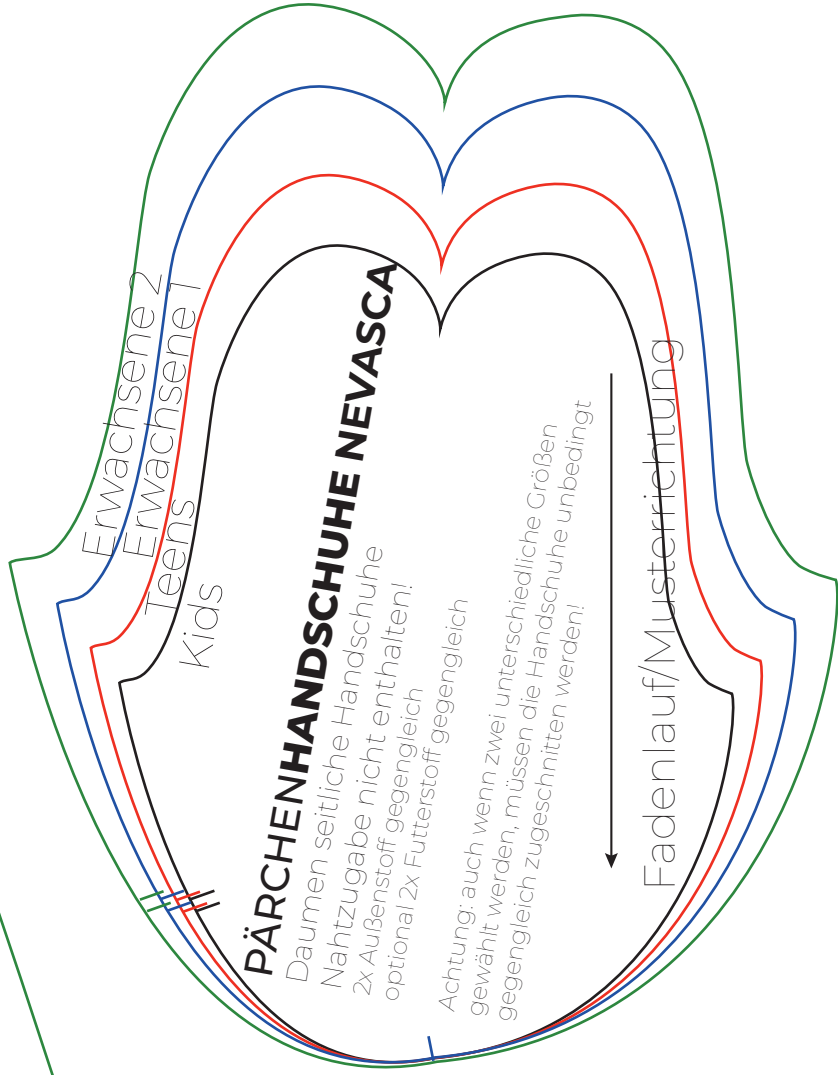 Erwachsene 2
Erwachsene 1
Teens
Kids
PÄRCHENHANDSCHUHE NEVASCA
Daumen seitliche Handschuhe
Nahtzugabe nicht enthalten!
2x Außenstoff gegengleich
optional 2x Futterstoff gegengleich
Achtung: auch wenn zwei unterschiedliche Größen
gewählt werden, müssen die Handschuhe unbedingt
gegengleich zugeschnitten werden!
Fadenlauf/Musterrichtung